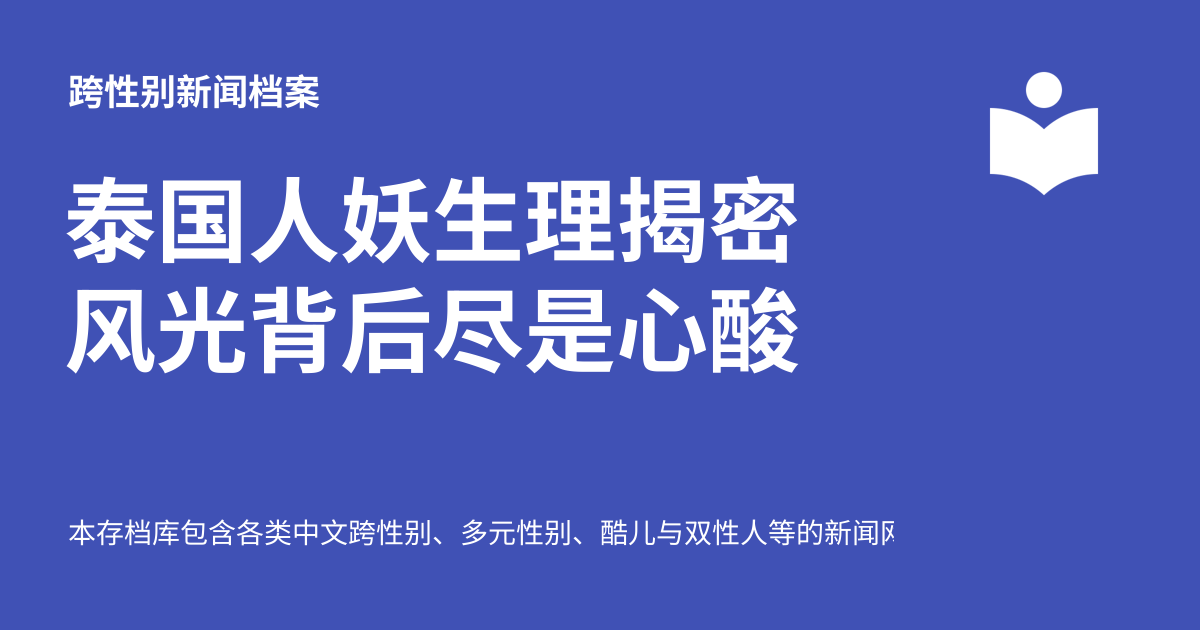 跨性别新闻档案
泰国人妖生理揭密
风光背后尽是心酸
本存档库包含各类中文跨性别、多元性别、酷儿与双性人等的新闻网